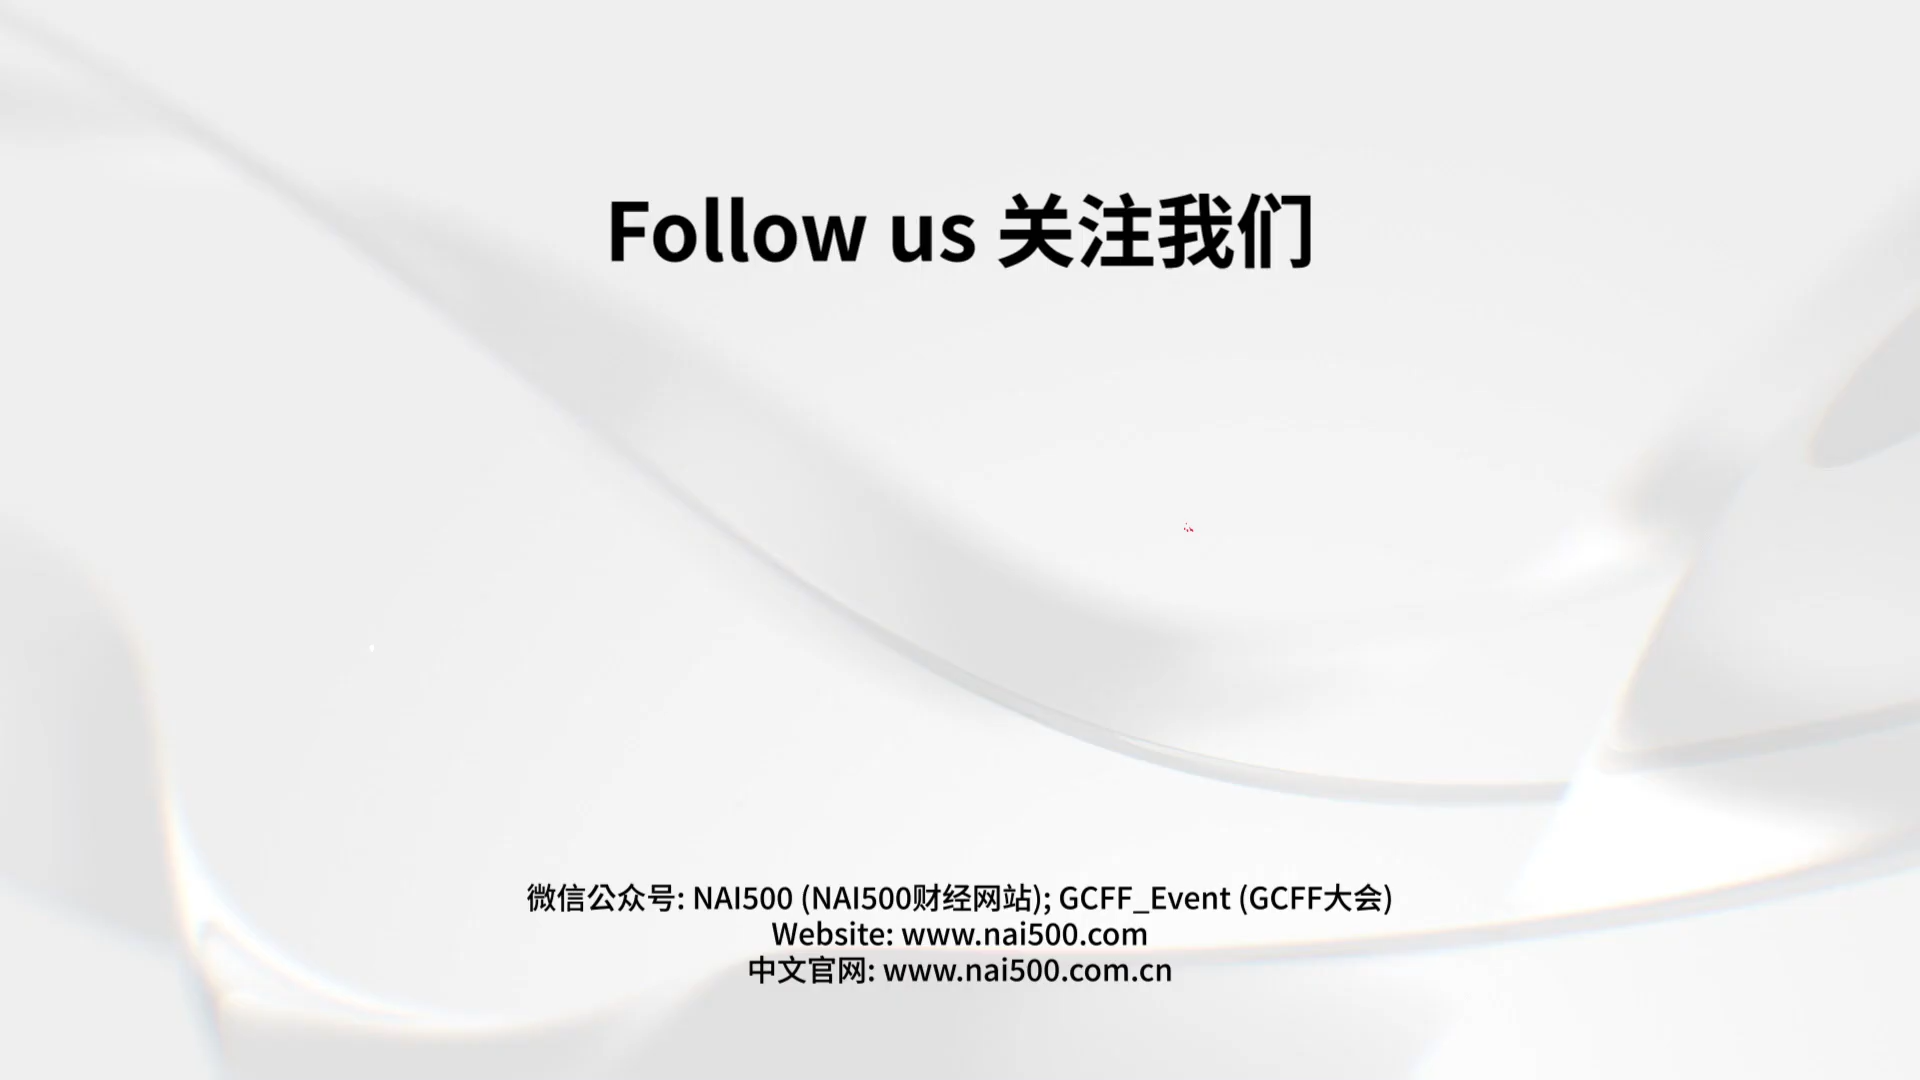 Follow us 关注我们
微信公众号: NAI500 (NAI500财经网站); GCFF_Event (GCFF大会)
Website: www.nai500.com
中文官网: www.nai500.com.cn